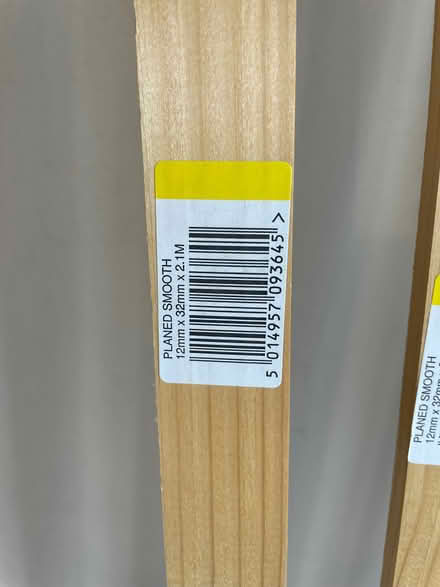 PLANED SMOOTH
12mm x 32mm x 2.1M
5 014957 093645 >
PLANED SMOOTH
12mm x 32mm